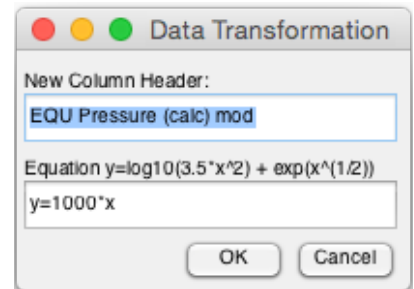 Data Transformation
New Column Header:
EQU Pressure (calc) mod
Equation y=log10(3.5*x^2) + exp(x^(1/2))
y=1000*x
OK
Cancel